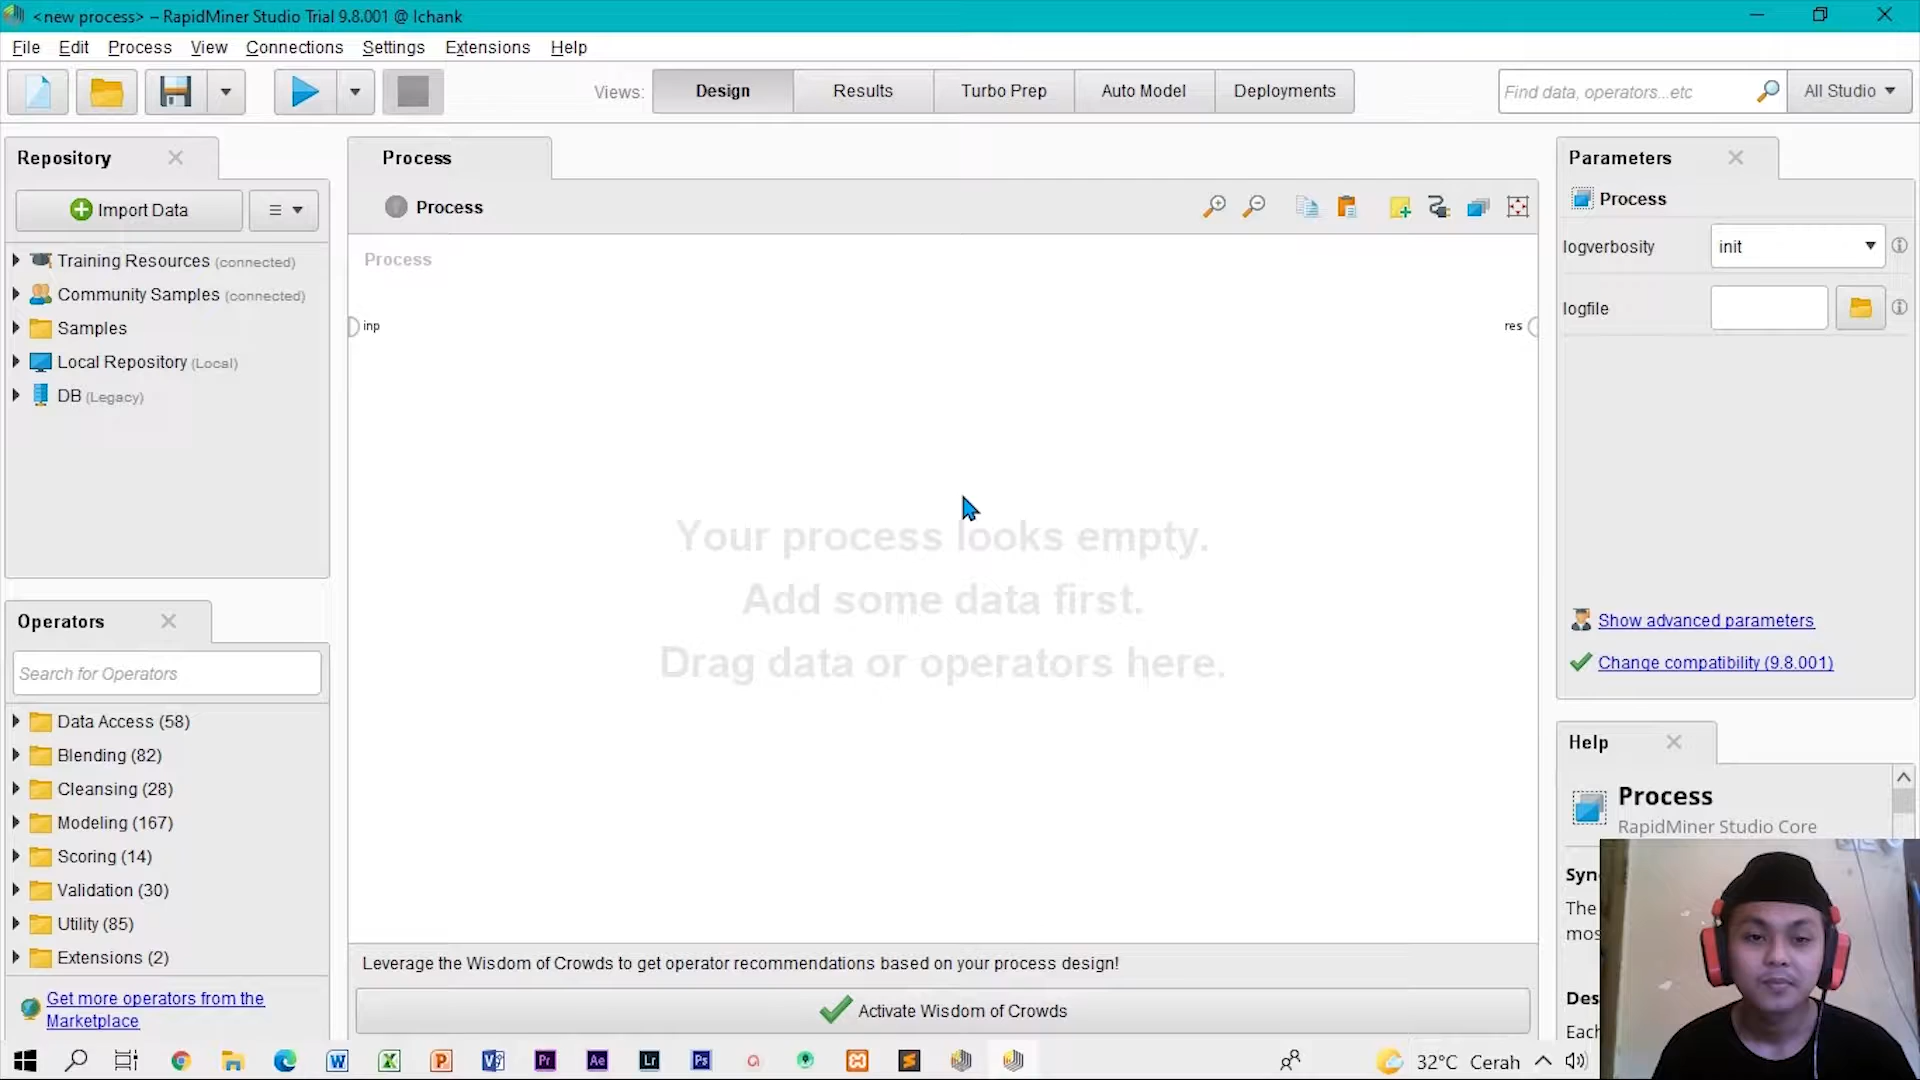 <new process> – RapidMiner Studio Trial 9.8.001 @ Ichank
File Edit Process View Connections Settings Extensions Help
Views: Design Results Turbo Prep Auto Model Deployments
Find data, operators...etc
All Studio
Repository
Import Data
Training Resources (connected)
Community Samples (connected)
Samples
Local Repository (Local)
DB (Legacy)
Operators
Search for Operators
Data Access (58)
Blending (82)
Cleansing (28)
Modeling (167)
Scoring (14)
Validation (30)
Utility (85)
Extensions (2)
Get more operators from the
Marketplace
Process
Process
Process
inp
res
Your process looks empty.
Add some data first.
Drag data or operators here.
Leverage the Wisdom of Crowds to get operator recommendations based on your process design!
Activate Wisdom of Crowds
Parameters
Process
logverbosity
init
logfile
Show advanced parameters
Change compatibility (9.8.001)
Help
Process
RapidMiner Studio Core
Syn
The
mos
Des
Each
32°C Cerah